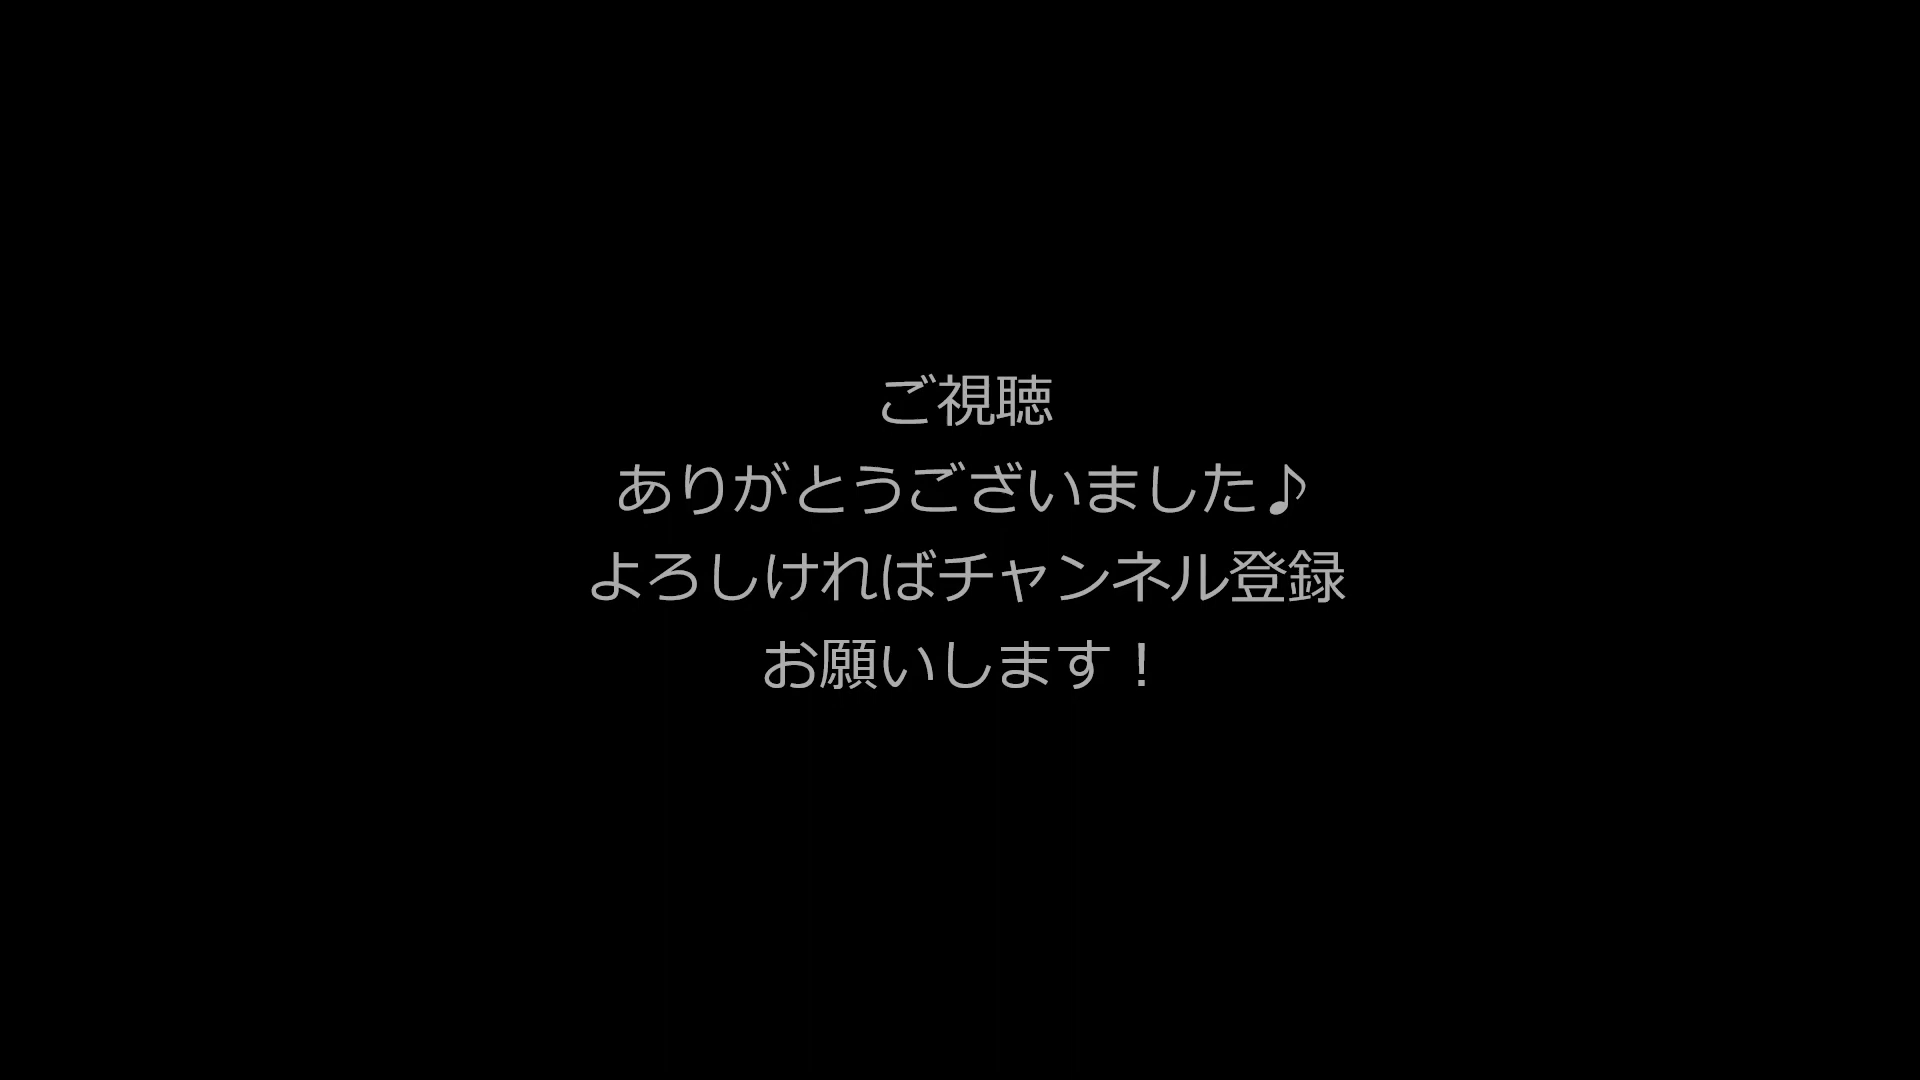 ご視聴
ありがとうございました♪
よろしければチャンネル登録
お願いします！